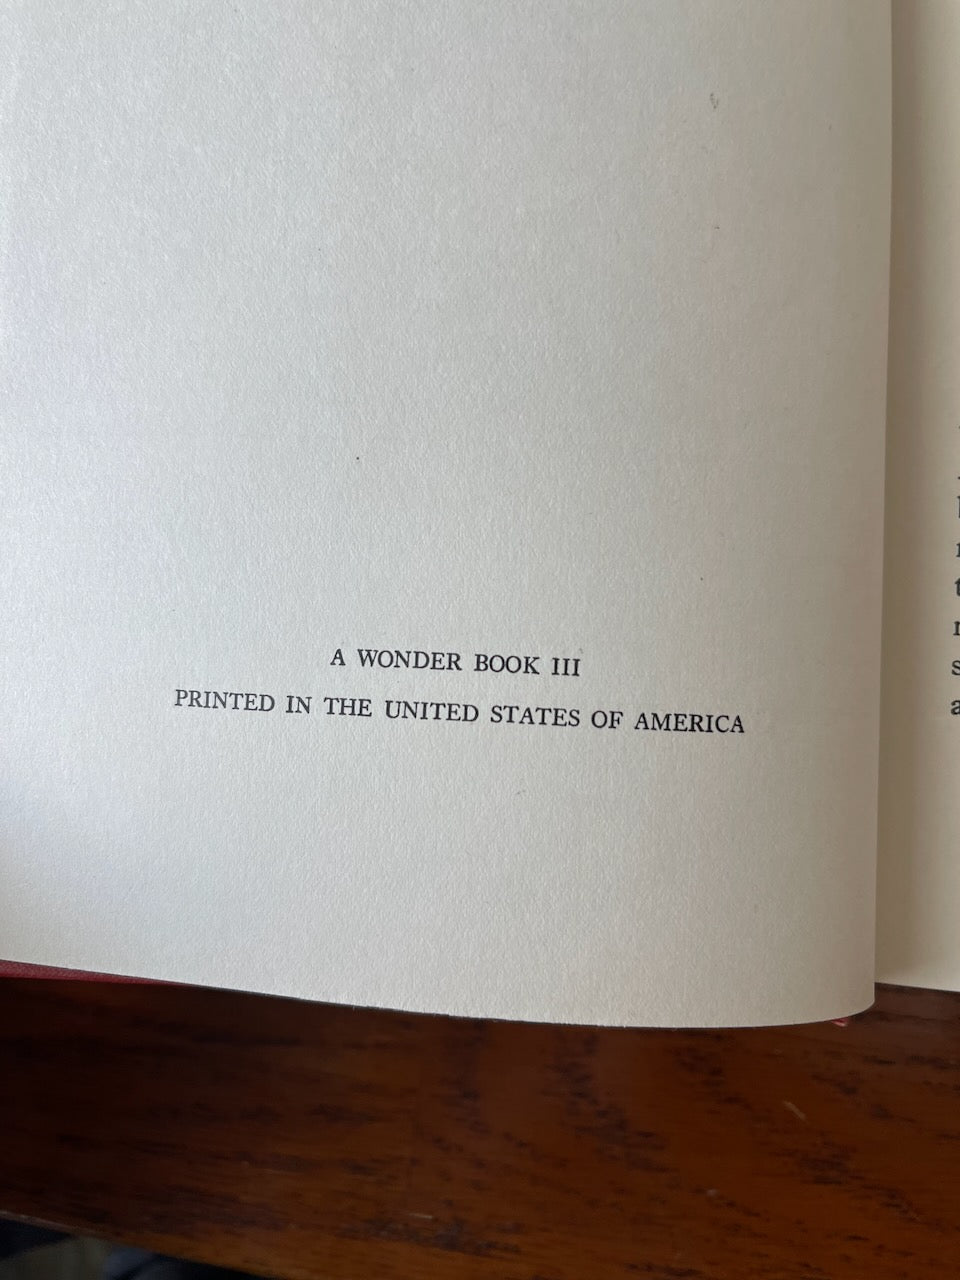 A WONDER BOOK III
PRINTED IN THE UNITED STATES OF AMERICA